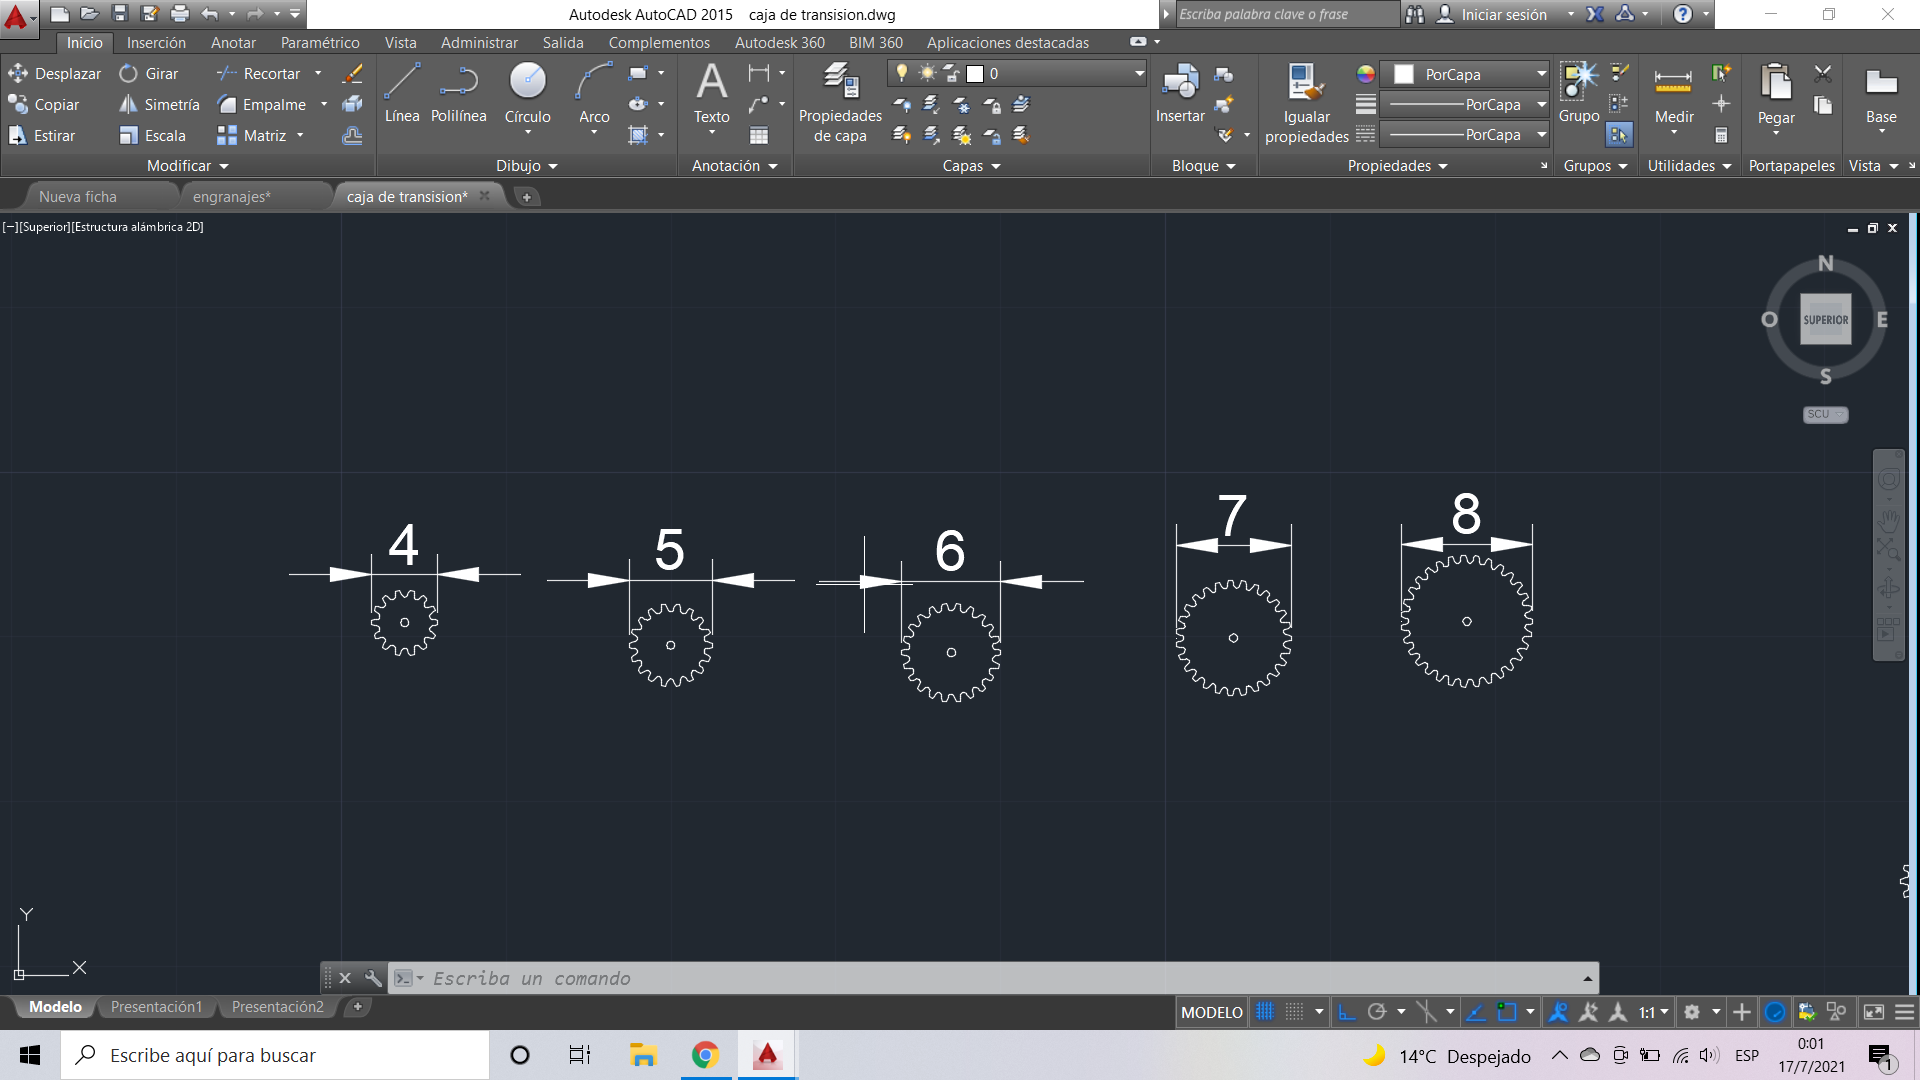 Autodesk AutoCAD 2015 caja de transision.dwg
Escriba palabra clave o frase
Iniciar sesión
Inicio Inserción Anotar Paramétrico Vista Administrar Salida Complementos Autodesk 360 BIM 360 Aplicaciones destacadas
Desplazar Girar Recortar
Copiar Simetría Empalme
Estirar Escala Matriz
Modificar
Línea Polilínea Círculo Arco
Dibujo
Texto
Anotación
Propiedades
de capa
0
Capas
Insertar
Bloque
Igualar
propiedades
PorCapa
PorCapa
PorCapa
Propiedades
Grupo
Grupos
Medir
Utilidades
Pegar
Portapapeles
Base
Vista
Nueva ficha engranajes* caja de transision*
[−][Superior][Estructura alámbrica 2D]
N
O SUPERIOR E
S
SCU
4 5 6 7 8
Y
X
Escriba un comando
Modelo Presentación1 Presentación2
MODELO 1:1
Escribe aquí para buscar
14°C Despejado
ESP
0:01
17/7/2021
1